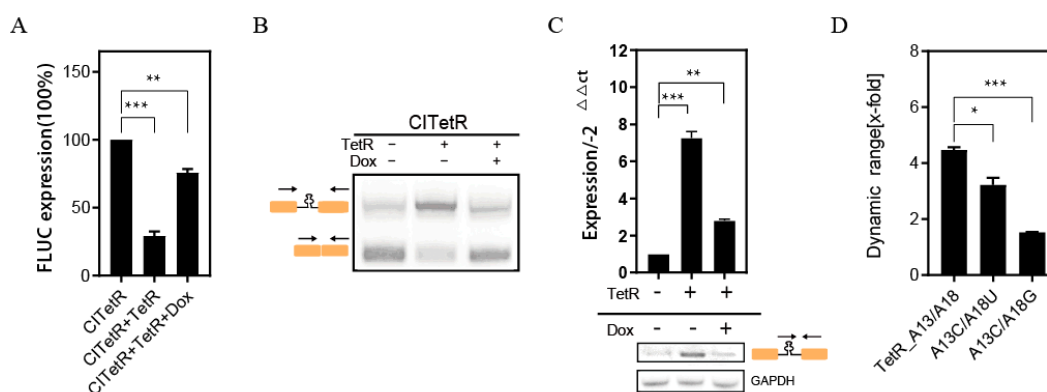 A
FLUC expression(100%)
150
100
50
0
***
**
CITetR
CITetR+TetR
CITetR+TetR+Dox
B
CITetR
TetR - + +
Dox - - +
C
Expression/-2 △△ct
12
10
8
6
4
2
0
***
**
TetR - + +
Dox - - +
GAPDH
D
Dynamic range[x-fold]
8
6
4
2
0
***
*
TetR_A13/A18
A13C/A18U
A13C/A18G